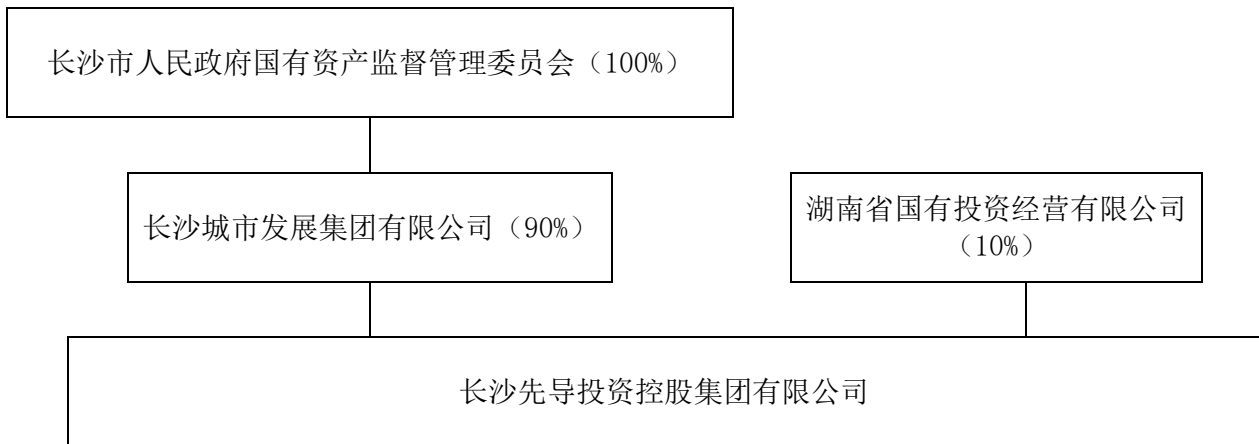 长沙市人民政府国有资产监督管理委员会（100%）
长沙城市发展集团有限公司（90%）
湖南省国有投资经营有限公司
（10%）
长沙先导投资控股集团有限公司